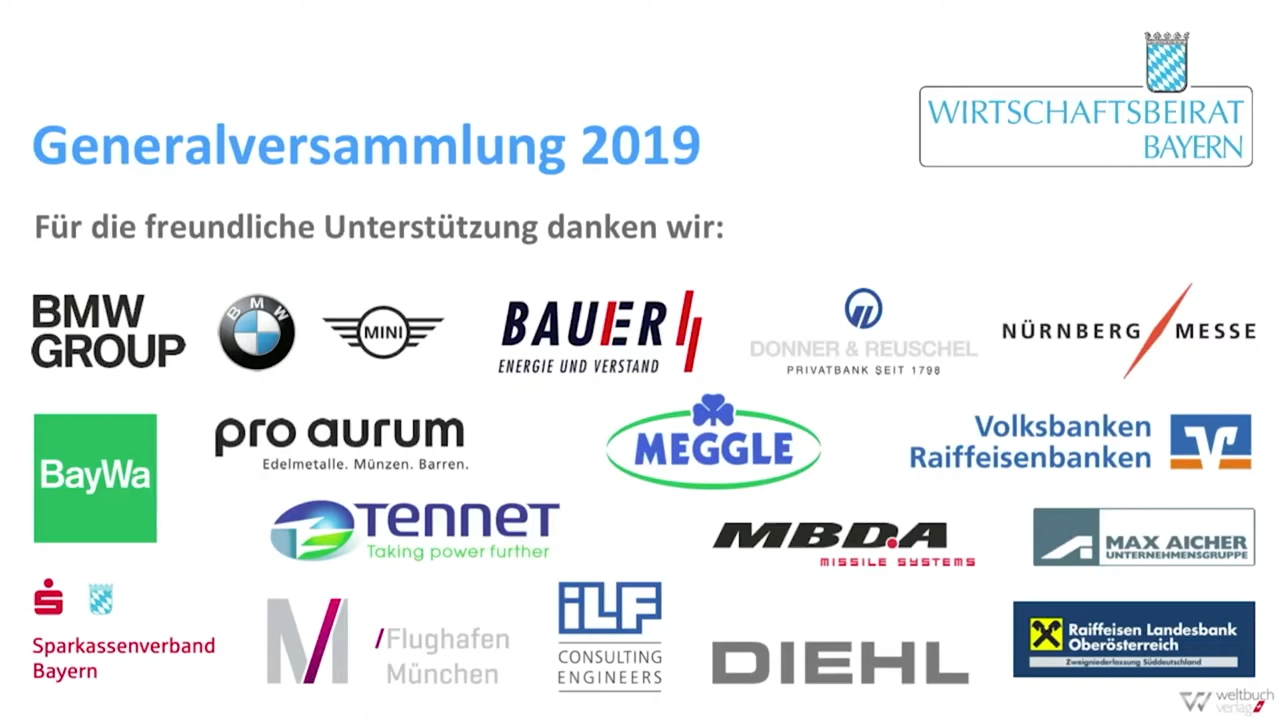 WIRTSCHAFTSBEIRAT
BAYERN
Generalversammlung 2019
Für die freundliche Unterstützung danken wir:
BMW
GROUP
BMW
MINI
BAUER
ENERGIE UND VERSTAND
DONNER & REUSCHEL
PRIVATBANK SEIT 1798
NÜRNBERG MESSE
BayWa
pro aurum
Edelmetalle. Münzen. Barren.
MEGGLE
Volksbanken
Raiffeisenbanken
TenneT
Taking power further
MBDA
MISSILE SYSTEMS
MAX AICHER
UNTERNEHMENSGRUPPE
Sparkassenverband
Bayern
M
Flughafen
München
iLF
CONSULTING
ENGINEERS
DIEHL
Raiffeisen Landesbank
Oberösterreich
Zweigniederlassung Süddeutschland
weltbuch
verlag